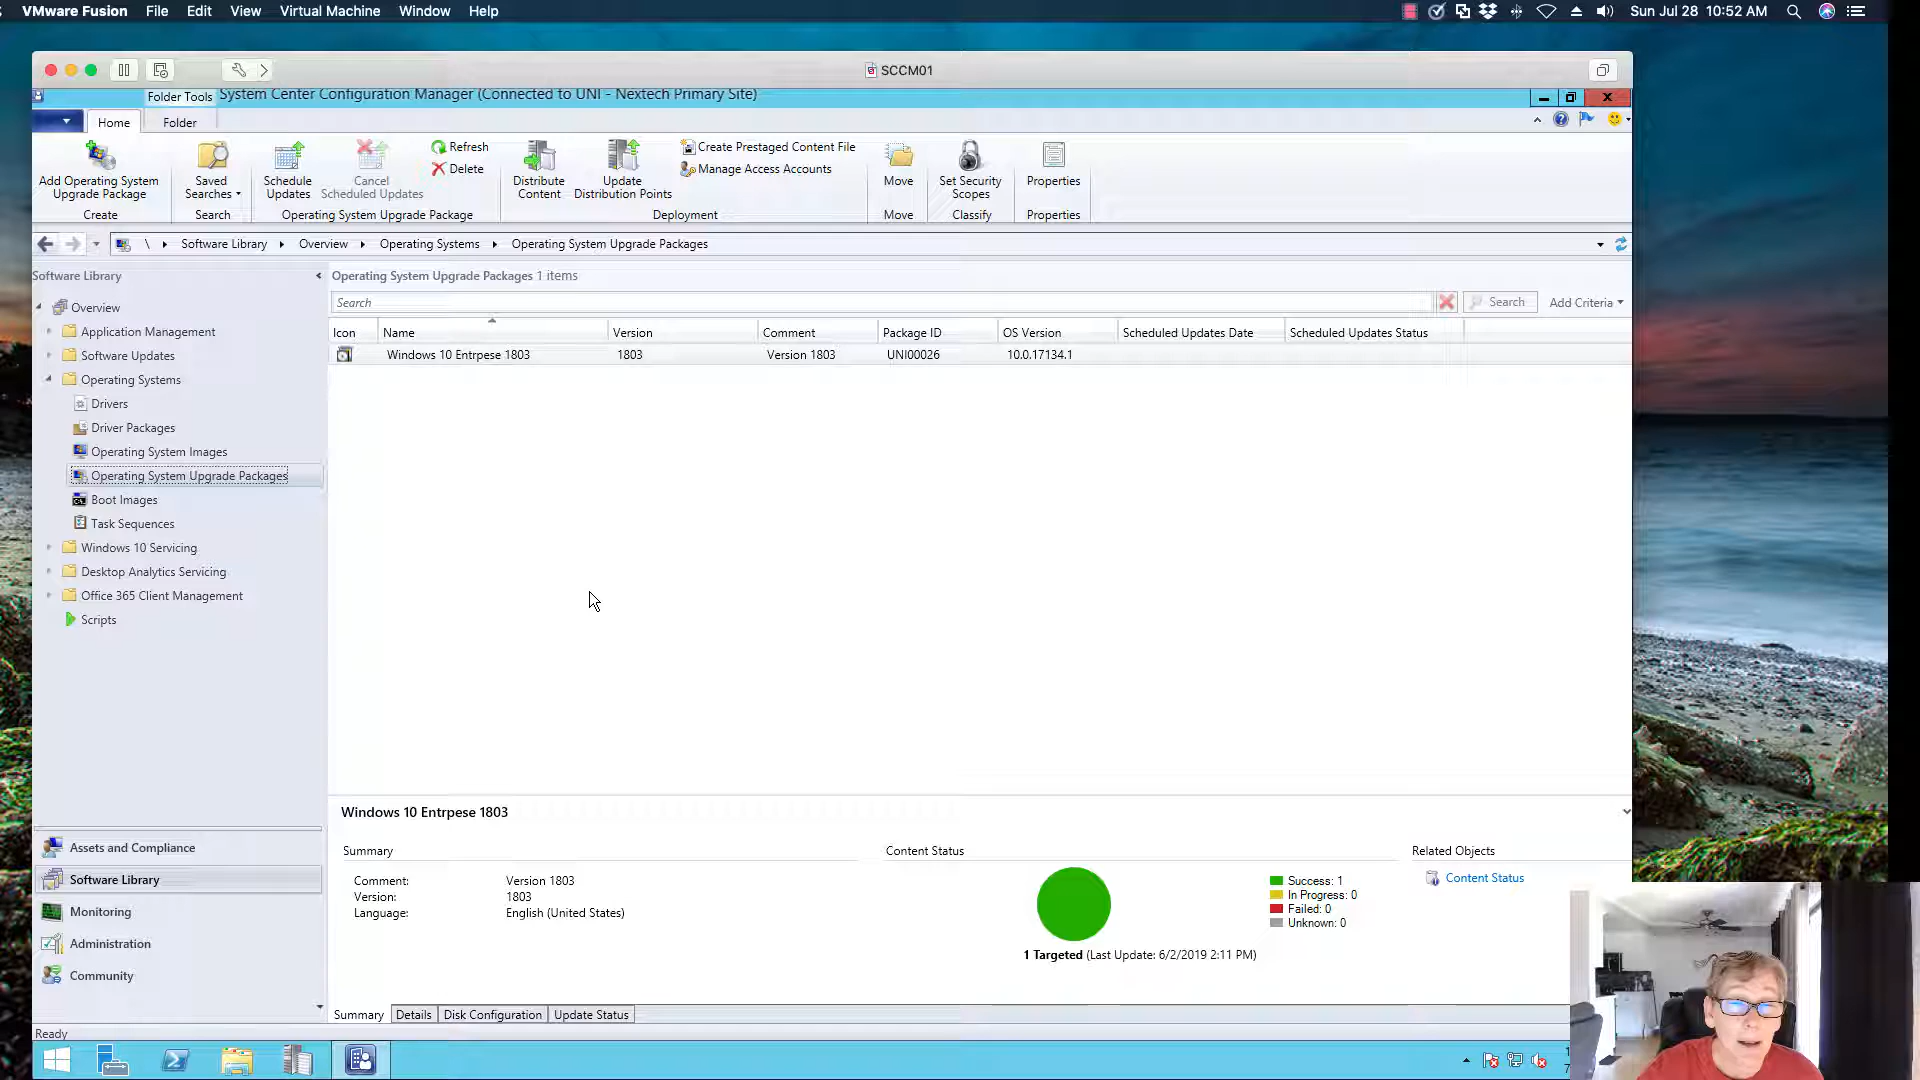 VMware Fusion File Edit View Virtual Machine Window Help Sun Jul 28 10:52 AM
SCCM01
Folder Tools System Center Configuration Manager (Connected to UNI - Nextech Primary Site)
Home Folder
Add Operating System Upgrade Package
Create
Saved Searches
Search
Schedule Updates
Cancel Scheduled Updates
Refresh
Delete
Operating System Upgrade Package
Distribute Content
Update Distribution Points
Create Prestaged Content File
Manage Access Accounts
Deployment
Move
Move
Set Security Scopes
Classify
Properties
Properties
\ Software Library Overview Operating Systems Operating System Upgrade Packages
Software Library
Overview
Application Management
Software Updates
Operating Systems
Drivers
Driver Packages
Operating System Images
Operating System Upgrade Packages
Boot Images
Task Sequences
Windows 10 Servicing
Desktop Analytics Servicing
Office 365 Client Management
Scripts
Assets and Compliance
Software Library
Monitoring
Administration
Community
Operating System Upgrade Packages 1 items
Search Search Add Criteria
Icon Name Version Comment Package ID OS Version Scheduled Updates Date Scheduled Updates Status
Windows 10 Entrpese 1803 1803 Version 1803 UNI00026 10.0.17134.1
Windows 10 Entrpese 1803
Summary
Comment: Version 1803
Version: 1803
Language: English (United States)
Content Status
Success: 1
In Progress: 0
Failed: 0
Unknown: 0
1 Targeted (Last Update: 6/2/2019 2:11 PM)
Related Objects
Content Status
Summary Details Disk Configuration Update Status
Ready